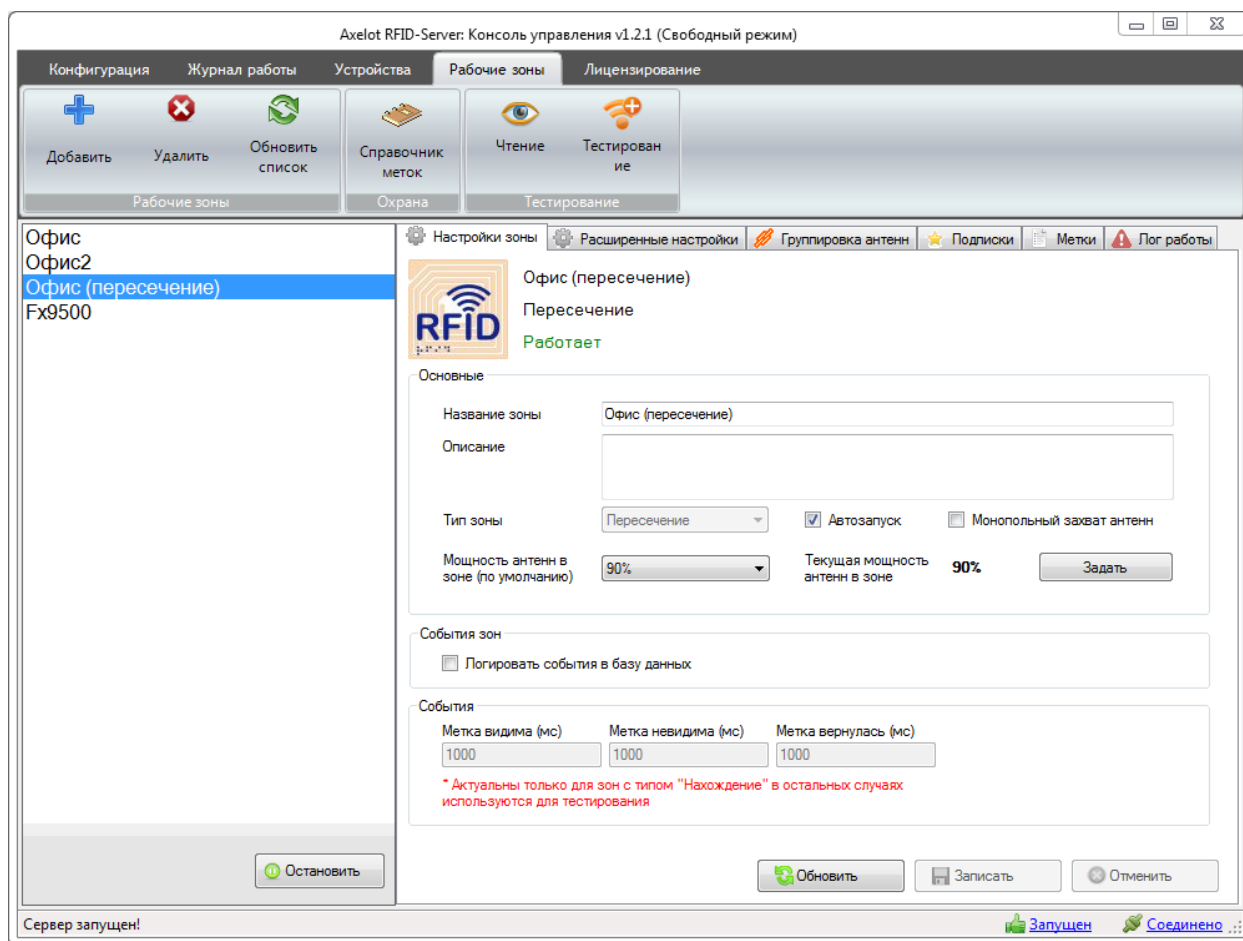 Axelot RFID-Server: Консоль управления v1.2.1 (Свободный режим)
Конфигурация Журнал работы Устройства Рабочие зоны Лицензирование
Добавить Удалить Обновить список Справочник меток Чтение Тестирован ие
Рабочие зоны Охрана Тестирование
Офис
Офис2
Офис (пересечение)
Fx9500
Остановить
Настройки зоны Расширенные настройки Группировка антенн Подписки Метки Лог работы
RFID
Офис (пересечение)
Пересечение
Работает
Основные
Название зоны Офис (пересечение)
Описание
Тип зоны Пересечение Автозапуск Монопольный захват антенн
Мощность антенн в зоне (по умолчанию) 90% Текущая мощность антенн в зоне 90% Задать
События зон
Логировать события в базу данных
События
Метка видима (мс) Метка невидима (мс) Метка вернулась (мс)
1000 1000 1000
* Актуальны только для зон с типом "Нахождение" в остальных случаях
используются для тестирования
Обновить Записать Отменить
Сервер запущен! Запущен Соединено